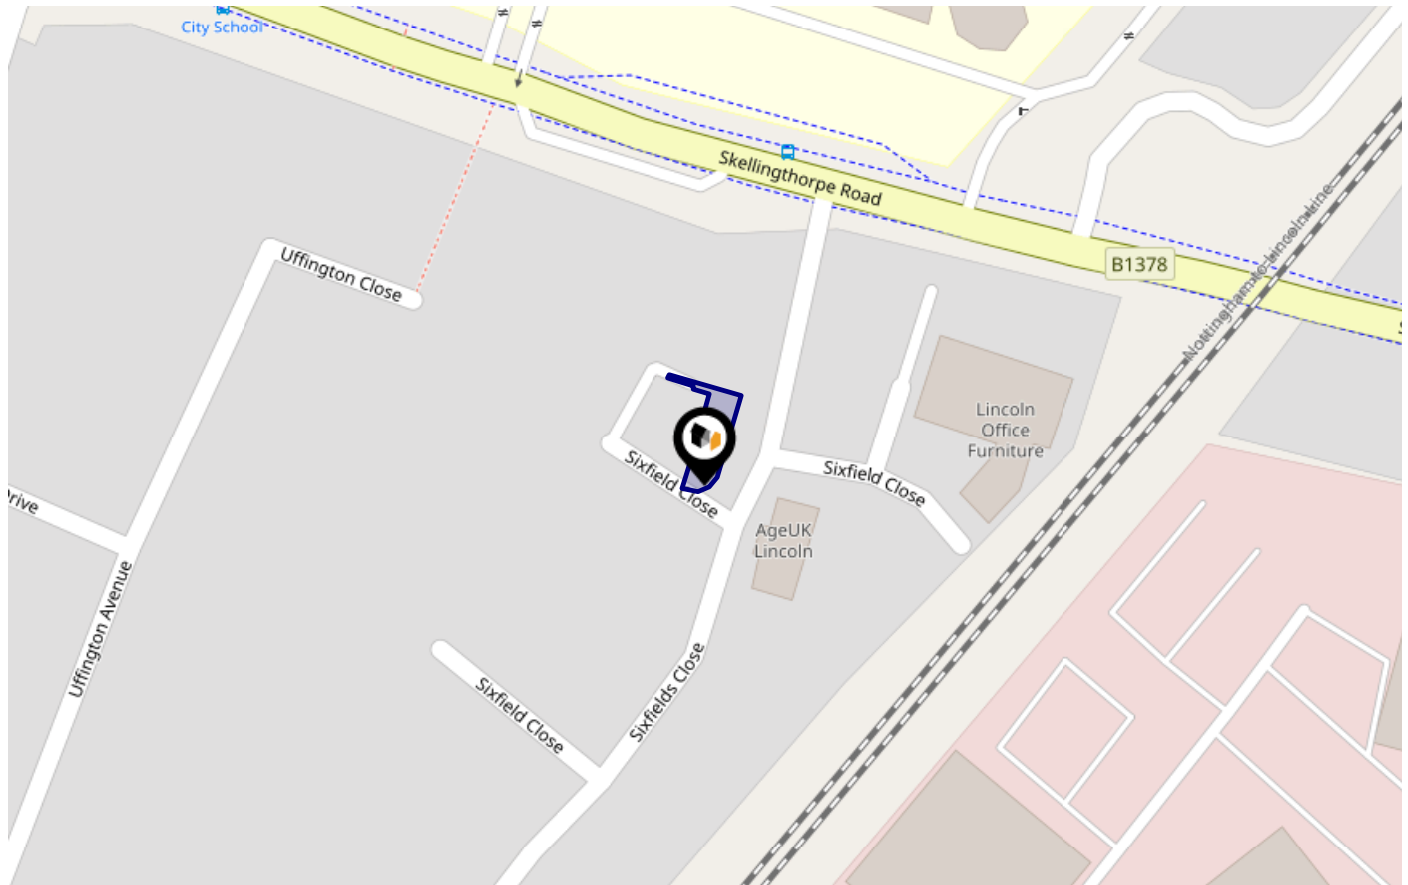 City School
Skellingthorpe Road
B1378
Nottingham to Lincoln Line
Uffington Close
Lincoln
Office
Furniture
Sixfield Close
Sixfield Close
Drive
AgeUK
Lincoln
Uffington Avenue
Sixfields Close
Sixfield Close
S